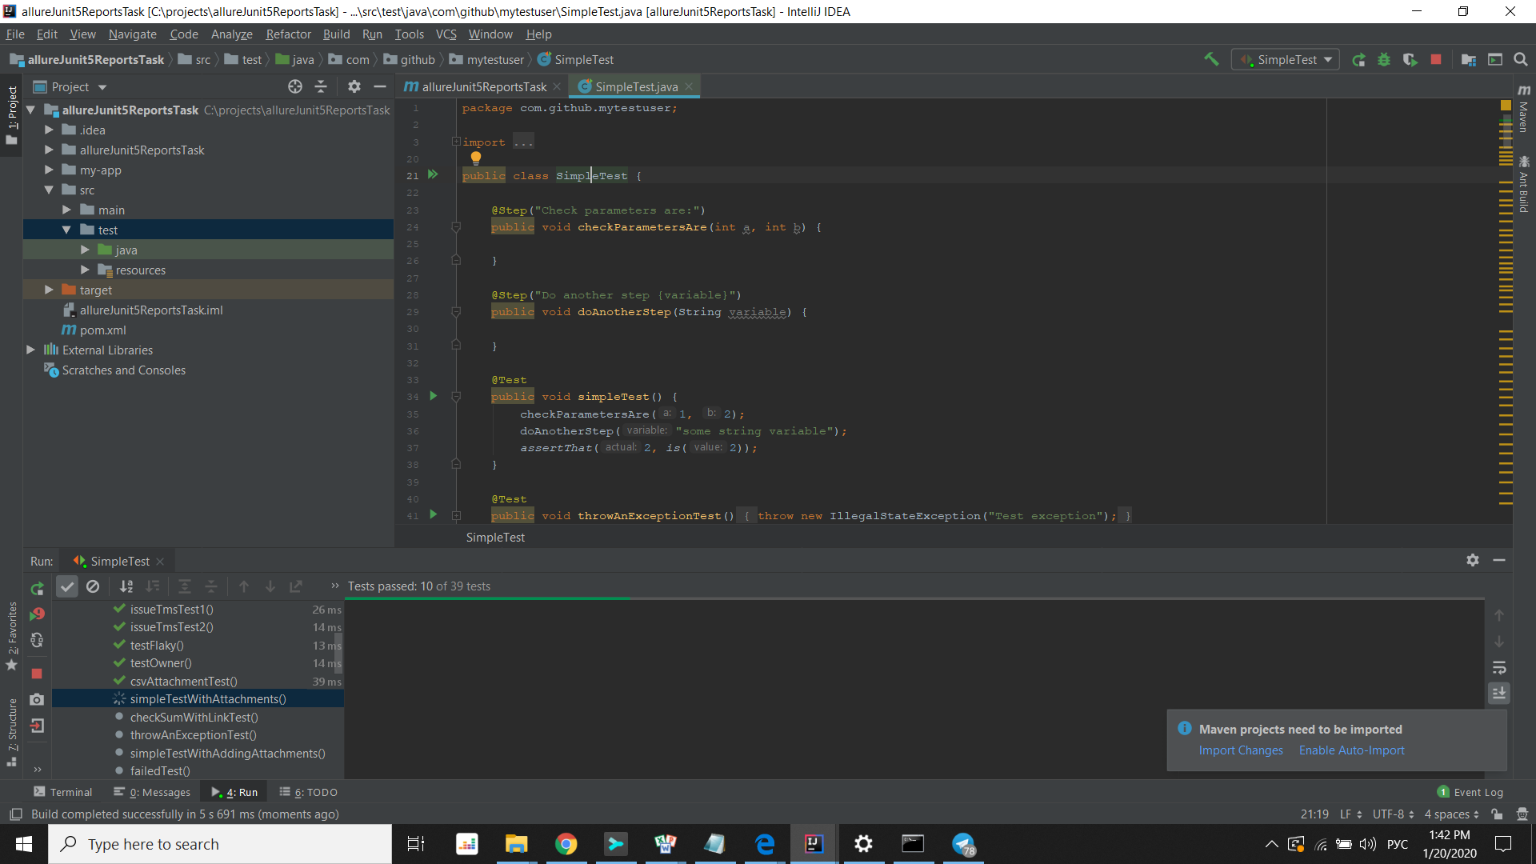 allureJunit5ReportsTask [C:\projects\allureJunit5ReportsTask] - ...\src\test\java\com\github\mytestuser\SimpleTest.java [allureJunit5ReportsTask] - IntelliJ IDEA
File Edit View Navigate Code Analyze Refactor Build Run Tools VCS Window Help
allureJunit5ReportsTask src test java com github mytestuser SimpleTest
SimpleTest
Project
allureJunit5ReportsTask SimpleTest.java
allureJunit5ReportsTask C:\projects\allureJunit5ReportsTask
.idea
allureJunit5ReportsTask
my-app
src
main
test
java
resources
target
allureJunit5ReportsTask.iml
pom.xml
External Libraries
Scratches and Consoles
1: Project
2: Favorites
7: Structure
Maven
Ant Build
1 package com.github.mytestuser;
2
3 import ...
20
21 public class SimpleTest {
22
23 @Step("Check parameters are:")
24 public void checkParametersAre(int a, int b) {
25
26 }
27
28 @Step("Do another step {variable}")
29 public void doAnotherStep(String variable) {
30
31 }
32
33 @Test
34 public void simpleTest() {
35 checkParametersAre( a: 1, b: 2);
36 doAnotherStep( variable: "some string variable");
37 assertThat( actual: 2, is( value: 2));
38 }
39
40 @Test
41 public void throwAnExceptionTest() { throw new IllegalStateException("Test exception"); }
SimpleTest
Run: SimpleTest
Tests passed: 10 of 39 tests
issueTmsTest1() 26 ms
issueTmsTest2() 14 ms
testFlaky() 13 ms
testOwner() 14 ms
csvAttachmentTest() 39 ms
simpleTestWithAttachments()
checkSumWithLinkTest()
throwAnExceptionTest()
simpleTestWithAddingAttachments()
failedTest()
Maven projects need to be imported
Import Changes Enable Auto-Import
Terminal 0: Messages 4: Run 6: TODO
1 Event Log
Build completed successfully in 5 s 691 ms (moments ago)
21:19 LF UTF-8 4 spaces
Type here to search
78
РУС
1:42 PM
1/20/2020